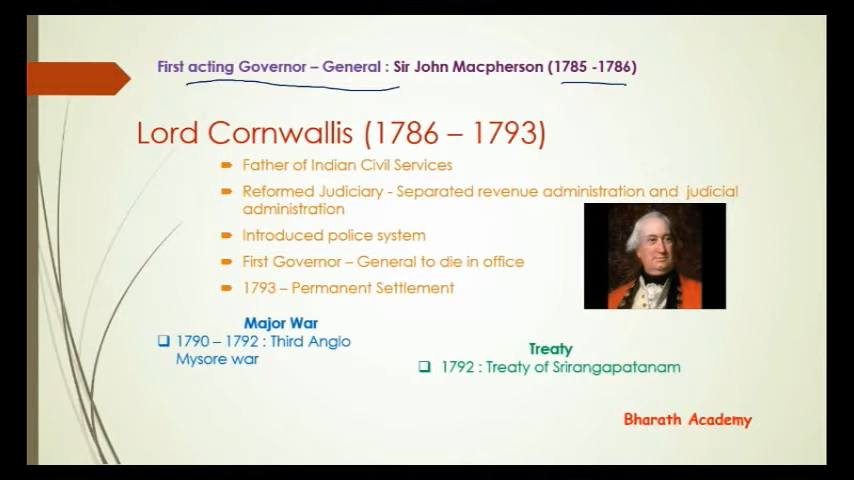 First acting Governor – General : Sir John Macpherson (1785 -1786)
Lord Cornwallis (1786 – 1793)
Father of Indian Civil Services
Reformed Judiciary - Separated revenue administration and judicial
administration
Introduced police system
First Governor – General to die in office
1793 – Permanent Settlement
Major War
1790 – 1792 : Third Anglo
Mysore war
Treaty
1792 : Treaty of Srirangapatanam
Bharath Academy